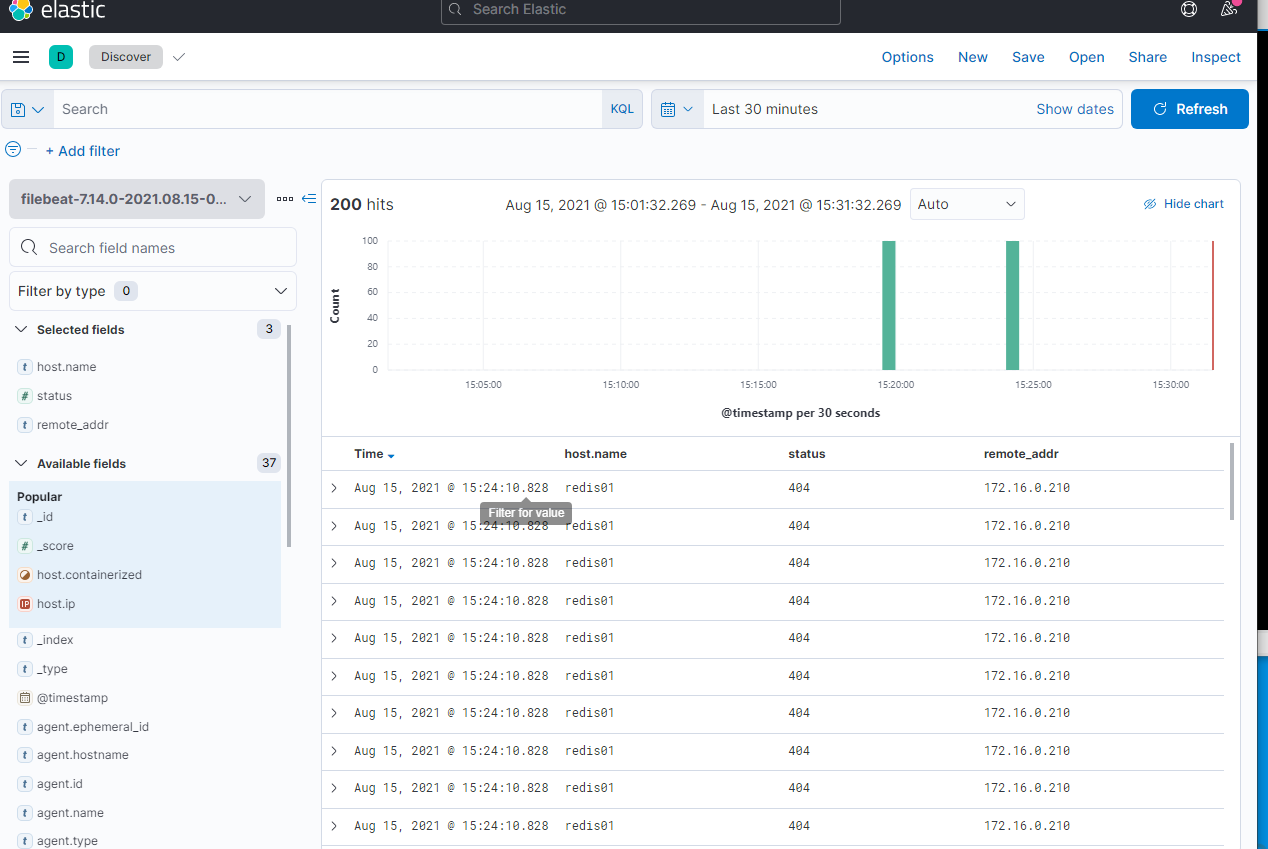 elastic
Search Elastic
D
Discover
Options
New
Save
Open
Share
Inspect
Search
KQL
Last 30 minutes
Show dates
Refresh
+ Add filter
filebeat-7.14.0-2021.08.15-0...
Search field names
Filter by type 0
Selected fields 3
t host.name
# status
t remote_addr
Available fields 37
Popular
t _id
# _score
host.containerized
IP host.ip
t _index
t _type
@timestamp
t agent.ephemeral_id
t agent.hostname
t agent.id
t agent.name
t agent.type
200 hits
Aug 15, 2021 @ 15:01:32.269 - Aug 15, 2021 @ 15:31:32.269
Auto
Hide chart
Count
100
80
60
40
20
0
15:05:00
15:10:00
15:15:00
15:20:00
15:25:00
15:30:00
@timestamp per 30 seconds
Time host.name status remote_addr
Aug 15, 2021 @ 15:24:10.828 redis01 404 172.16.0.210
Filter for value
Aug 15, 2021 @ 15:24:10.828 redis01 404 172.16.0.210
Aug 15, 2021 @ 15:24:10.828 redis01 404 172.16.0.210
Aug 15, 2021 @ 15:24:10.828 redis01 404 172.16.0.210
Aug 15, 2021 @ 15:24:10.828 redis01 404 172.16.0.210
Aug 15, 2021 @ 15:24:10.828 redis01 404 172.16.0.210
Aug 15, 2021 @ 15:24:10.828 redis01 404 172.16.0.210
Aug 15, 2021 @ 15:24:10.828 redis01 404 172.16.0.210
Aug 15, 2021 @ 15:24:10.828 redis01 404 172.16.0.210
Aug 15, 2021 @ 15:24:10.828 redis01 404 172.16.0.210